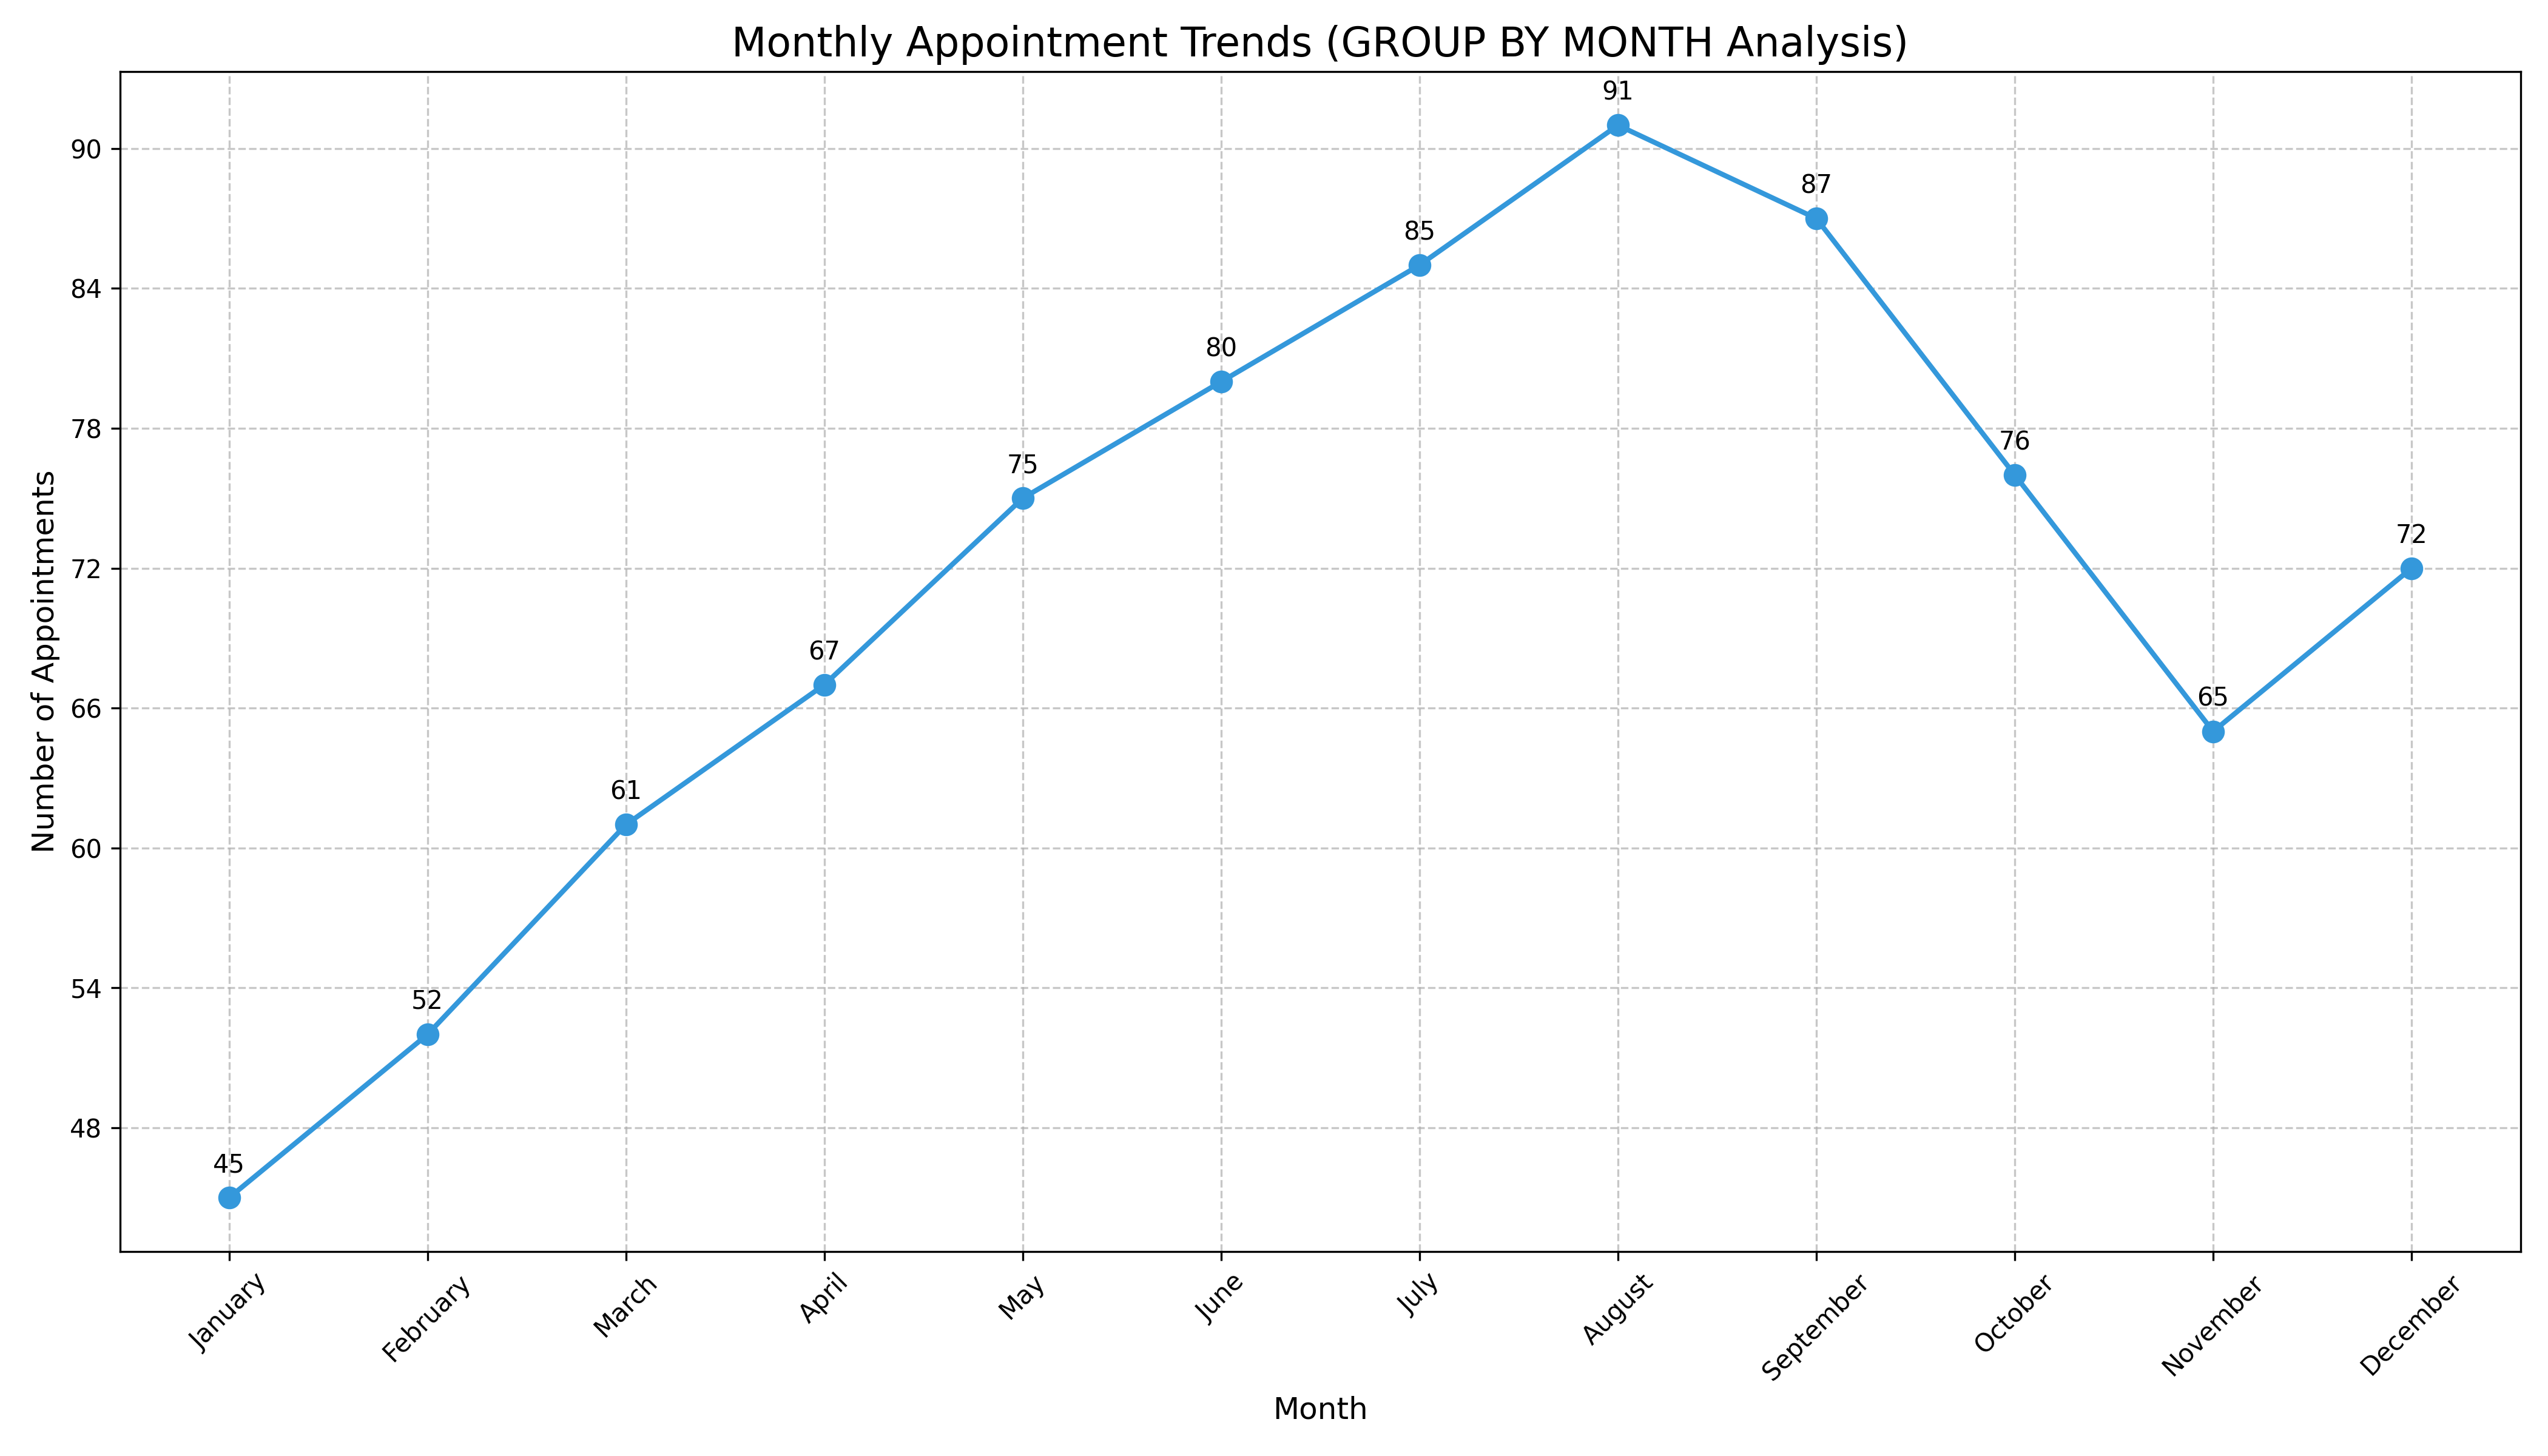 Monthly Appointment Trends (GROUP BY MONTH Analysis)
Number of Appointments
90
84
78
72
66
60
54
48
45
52
61
67
75
80
85
91
87
76
65
72
January
February
March
April
May
June
July
August
September
October
November
December
Month